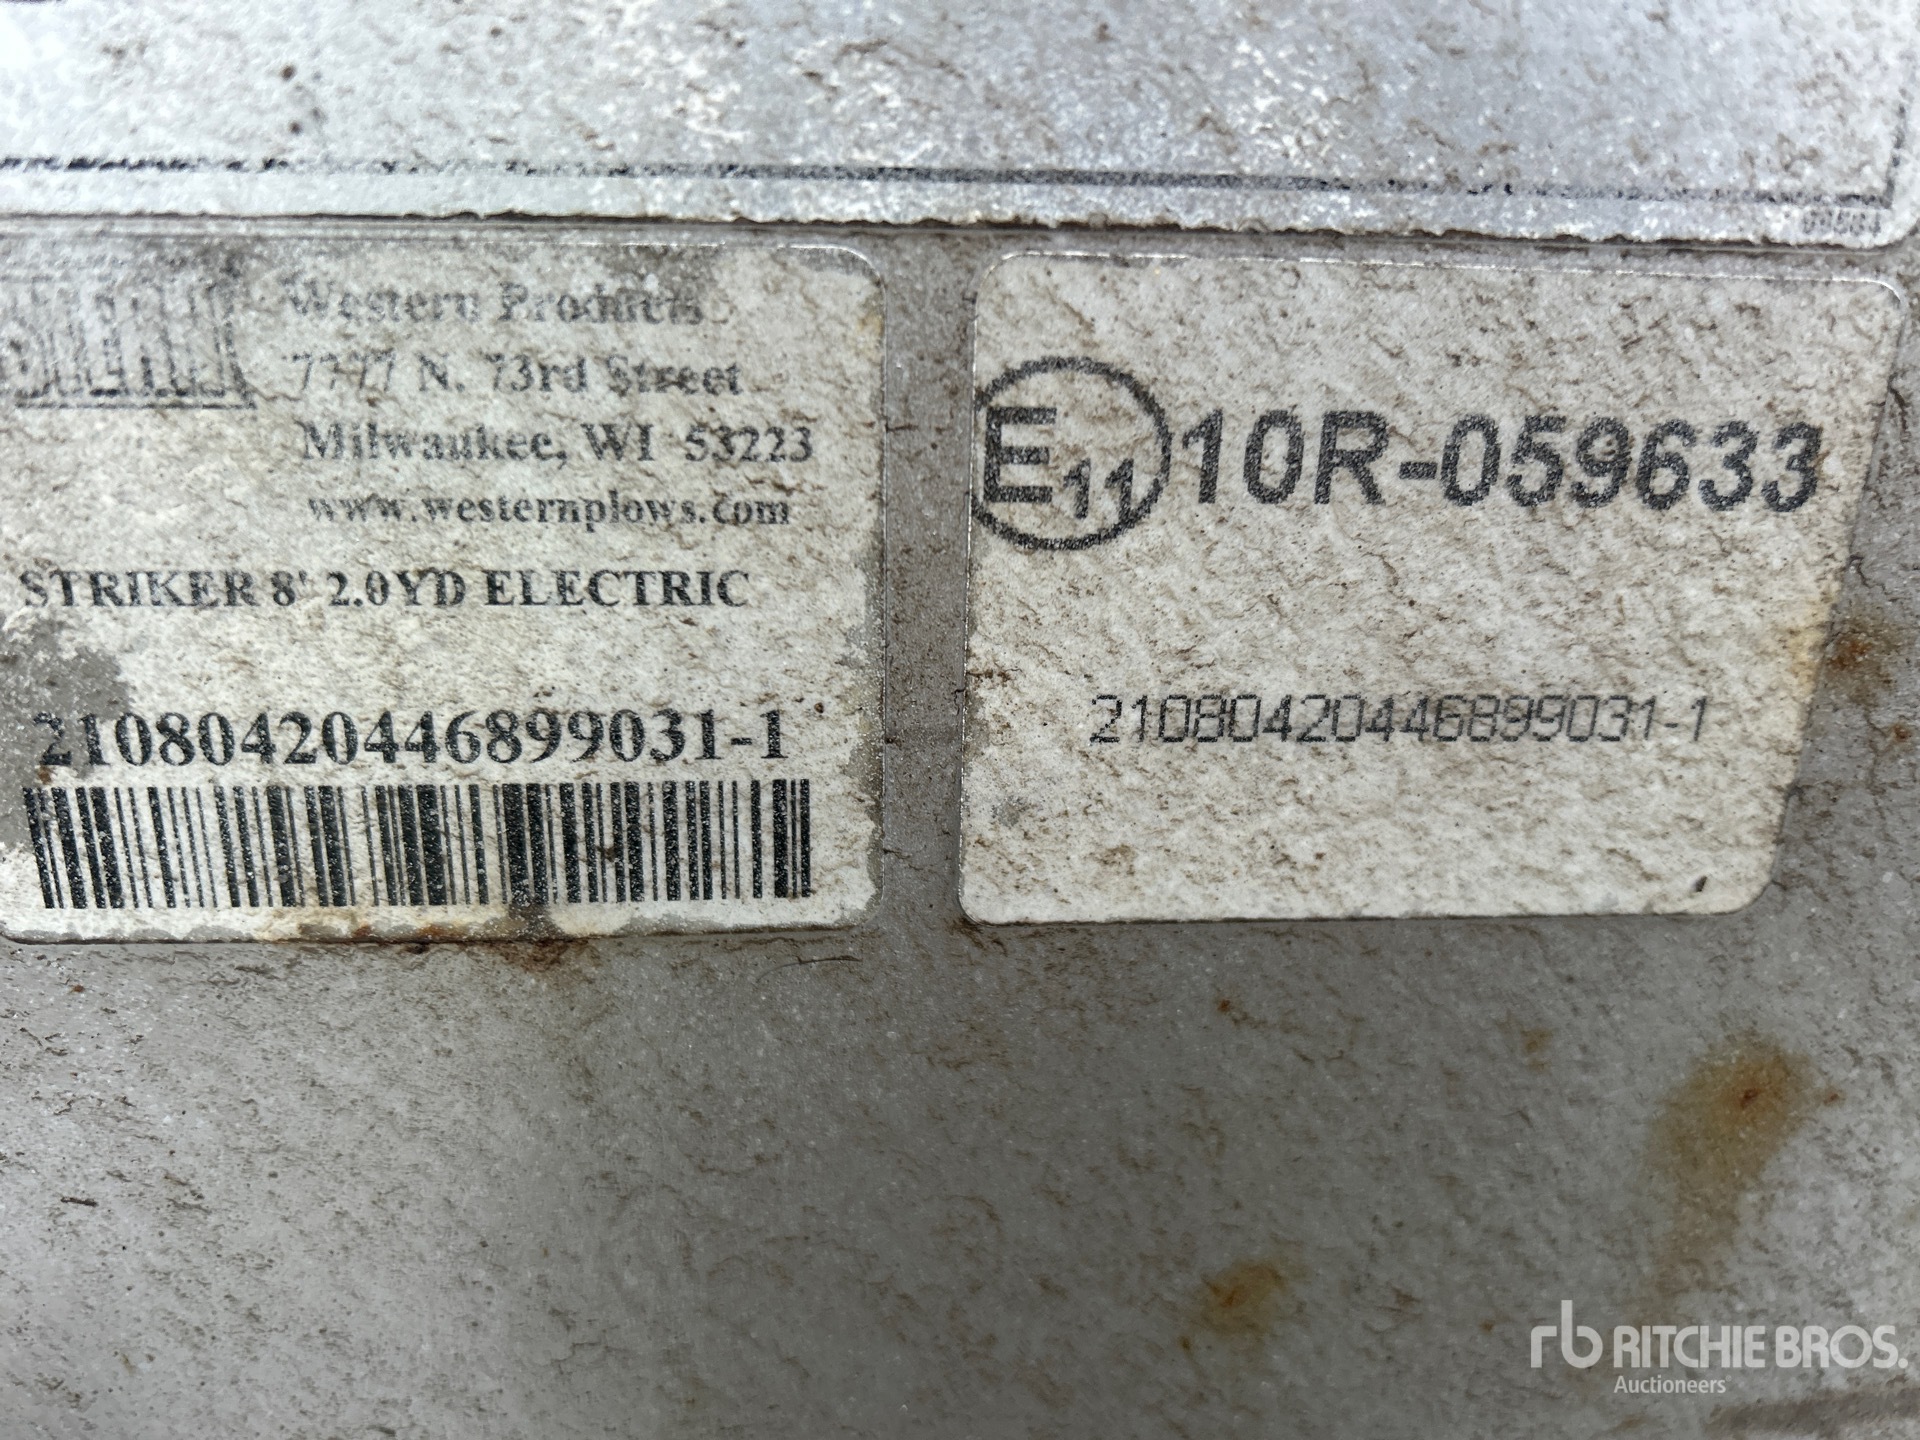 Western Products
7777 N. 73rd Street
Milwaukee, WI 53223
www.westernplows.com
STRIKER 8' 2.0YD ELECTRIC
21080420446899031-1
E11 10R-059633
21080420446899031-1
rb RITCHIE BROS.
Auctioneers